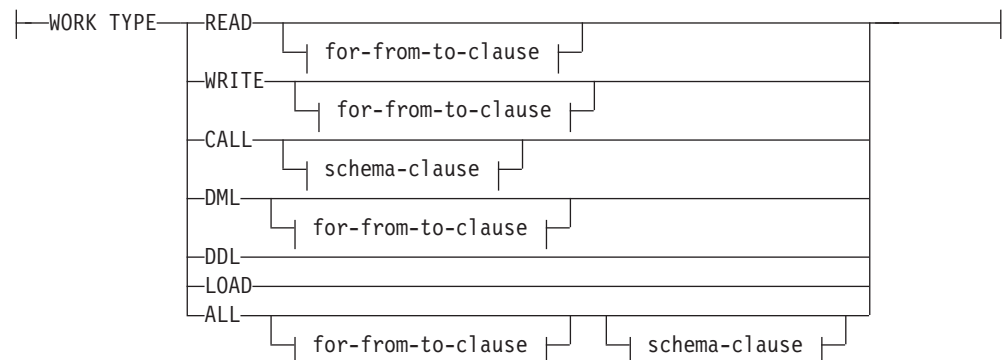 WORK TYPE READ
for-from-to-clause
WRITE
for-from-to-clause
CALL
schema-clause
DML
for-from-to-clause
DDL
LOAD
ALL
for-from-to-clause schema-clause